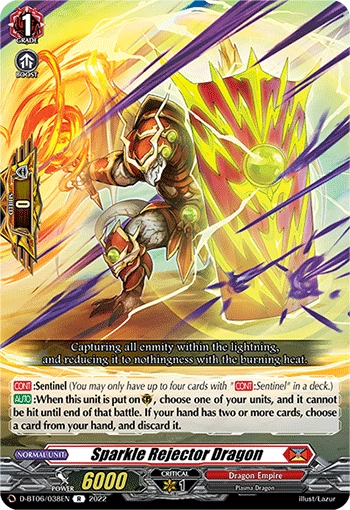 1
GRADE
BOOST
0
Capturing all enmity within the lightning,
and reducing it to nothingness with the burning heat.
CONT:Sentinel (You may only have up to four cards with "CONT:Sentinel" in a deck.)
AUTO:When this unit is put on G, choose one of your units, and it cannot
be hit until end of that battle. If your hand has two or more cards, choose
a card from your hand, and discard it.
NORMAL UNIT
Sparkle Rejector Dragon
POWER 6000
CRITICAL
1
Dragon Empire
Plasma Dragon
D-BT06/038EN R 2022
illust/Lazur